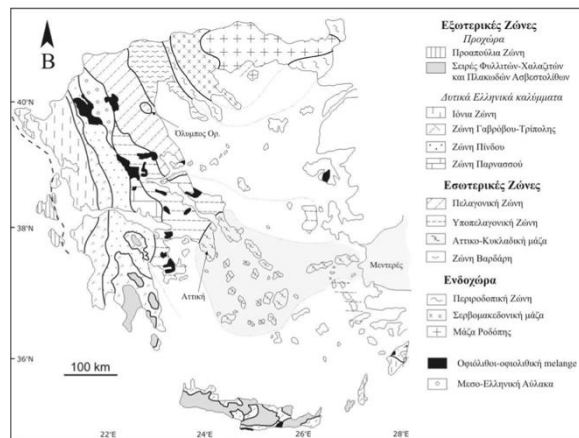 B
40°N
38°N
36°N
100 km
22°E
24°E
26°E
28°E
Όλυμπος Ορ.
Αττική
Μεντερές
Εξωτερικές Ζώνες
Προχώρα
Προαπούλια Ζώνη
Σειρές Φυλλιτών-Χαλαζιτών
και Πλακωδών Ασβεστολίθων
Δυτικά Ελληνικά καλύμματα
Ιόνια Ζώνη
Ζώνη Γαβρόβου-Τρίπολης
Ζώνη Πίνδου
Ζώνη Παρνασσού
Εσωτερικές Ζώνες
Πελαγονική Ζώνη
Υποπελαγονική Ζώνη
Αττικο-Κυκλαδική μάζα
Ζώνη Βαρδάρη
Ενδοχώρα
Περιροδοπική Ζώνη
Σερβομακεδονική μάζα
Μάζα Ροδόπης
Οφιόλιθοι-οφιολιθική melange
Μεσο-Ελληνική Αύλακα